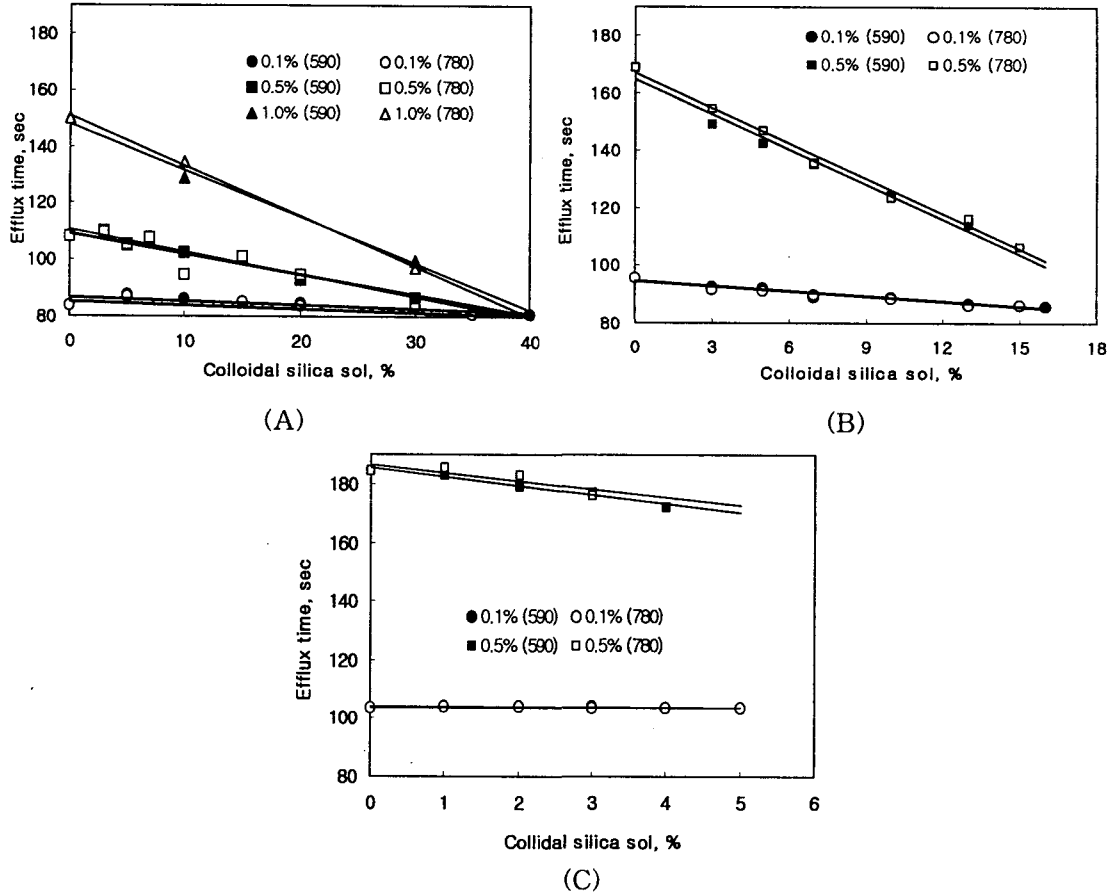 180
160
140
120
100
80
Efflux time, sec
0.1% (590) 0.1% (780)
0.5% (590) 0.5% (780)
1.0% (590) 1.0% (780)
0 10 20 30 40
Colloidal silica sol, %
(A)
180
160
140
120
100
80
Efflux time, sec
0.1% (590) 0.1% (780)
0.5% (590) 0.5% (780)
0 3 6 9 12 15 18
Colloidal silica sol, %
(B)
180
160
140
120
100
80
Efflux time, sec
0.1% (590) 0.1% (780)
0.5% (590) 0.5% (780)
0 1 2 3 4 5 6
Collidal silica sol, %
(C)